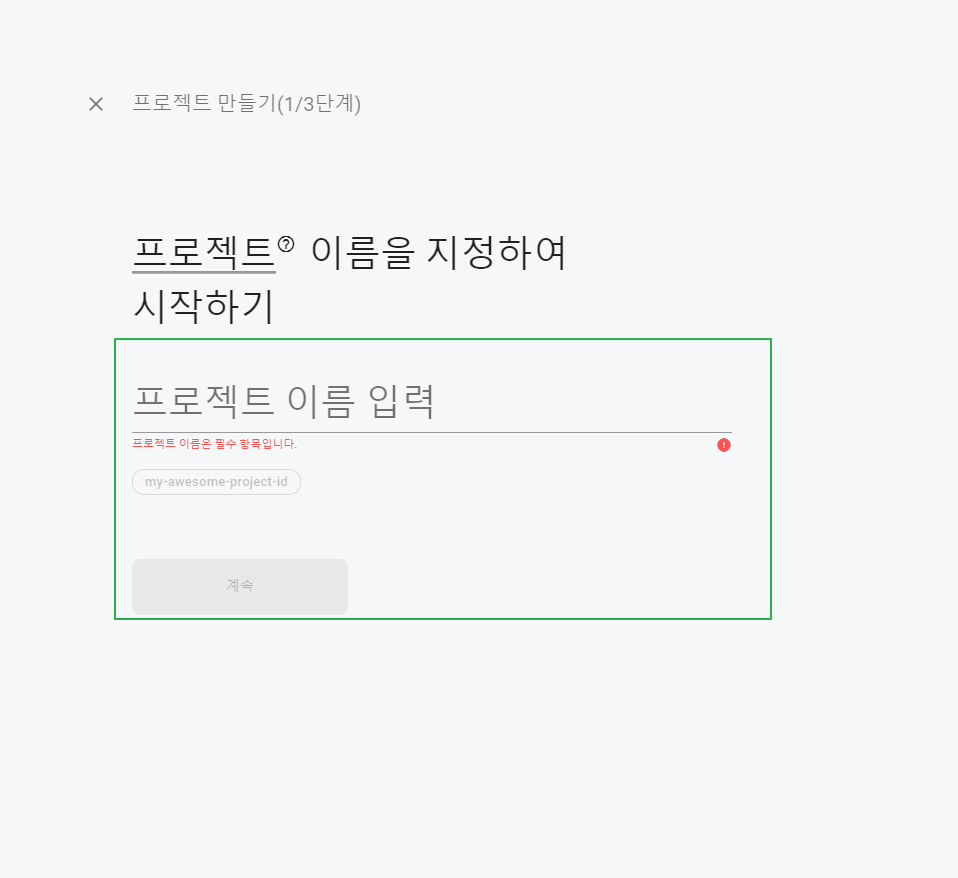 프로젝트 만들기(1/3단계)
프로젝트? 이름을 지정하여
시작하기
프로젝트 이름 입력
프로젝트 이름은 필수 항목입니다.
my-awesome-project-id
계속